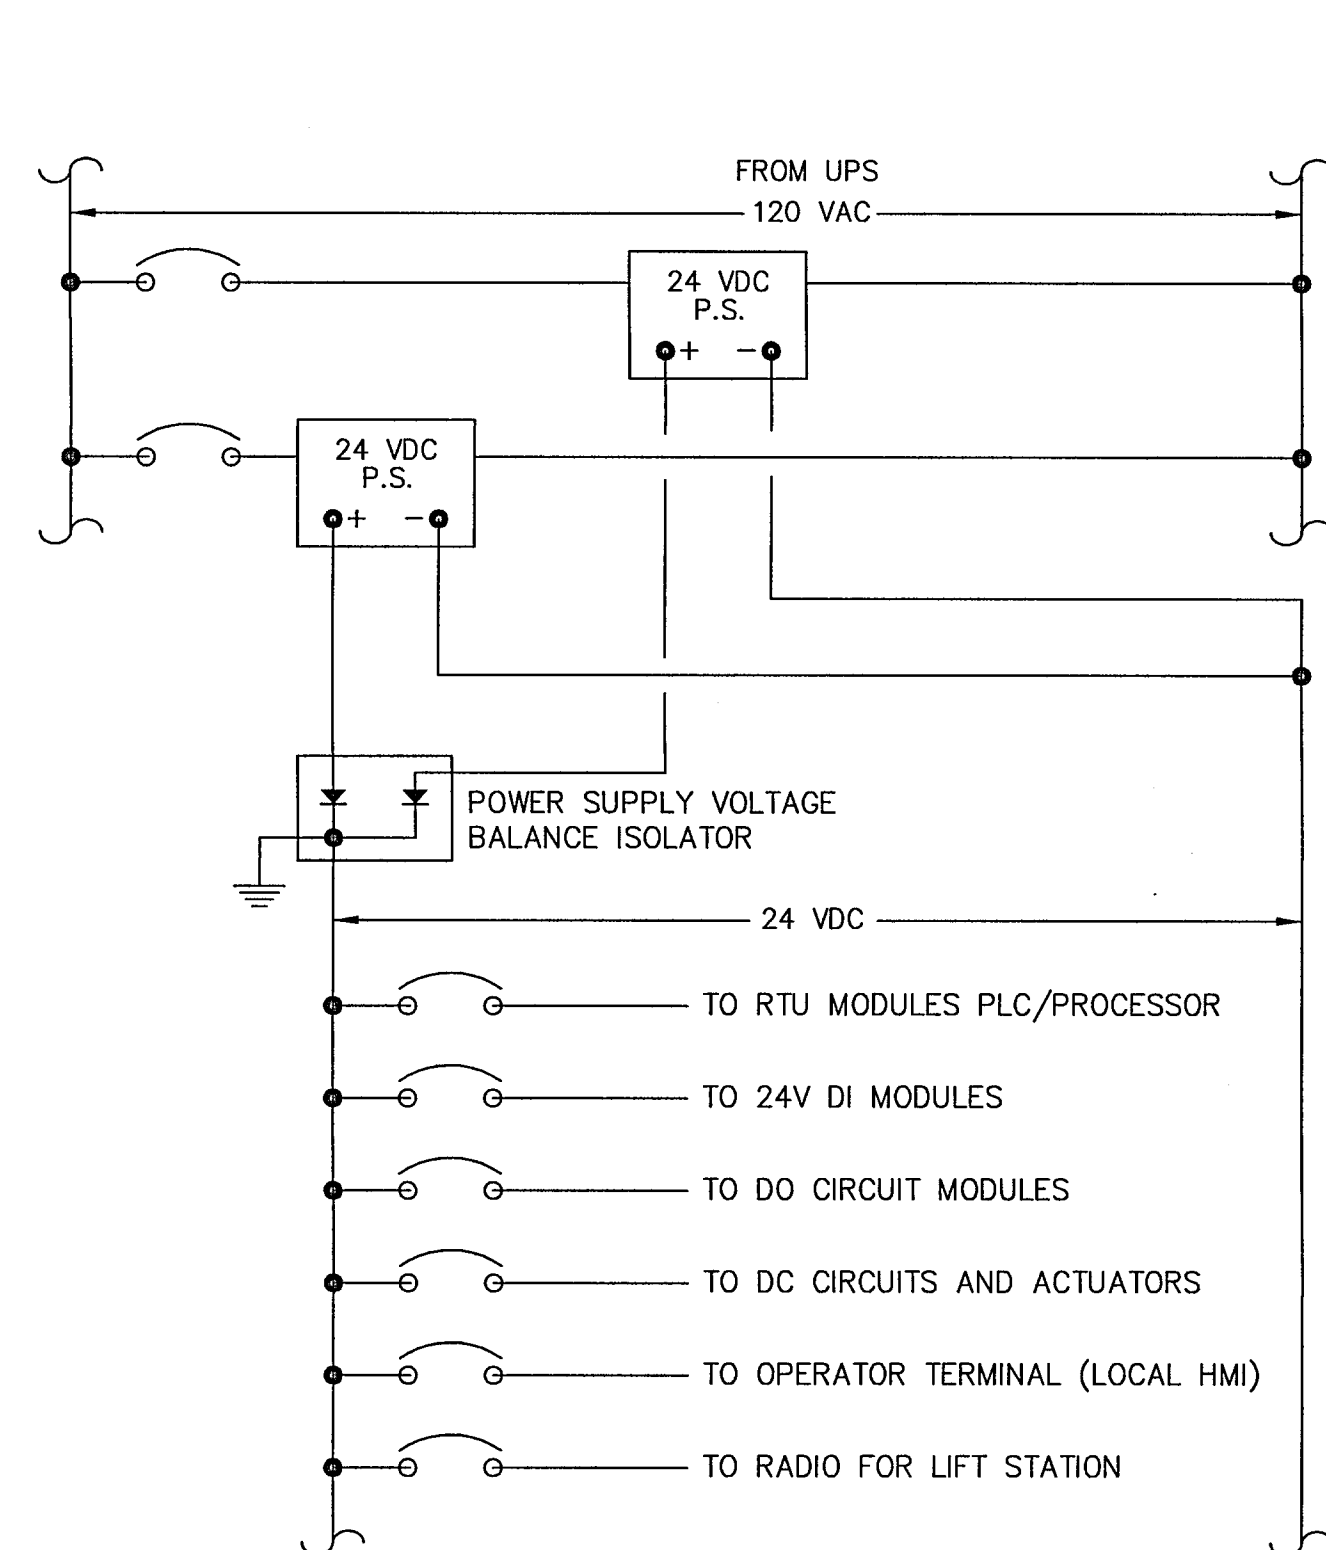 FROM UPS
120 VAC
24 VDC
P.S.
+ −
24 VDC
P.S.
+ −
POWER SUPPLY VOLTAGE
BALANCE ISOLATOR
24 VDC
TO RTU MODULES PLC/PROCESSOR
TO 24V DI MODULES
TO DO CIRCUIT MODULES
TO DC CIRCUITS AND ACTUATORS
TO OPERATOR TERMINAL (LOCAL HMI)
TO RADIO FOR LIFT STATION